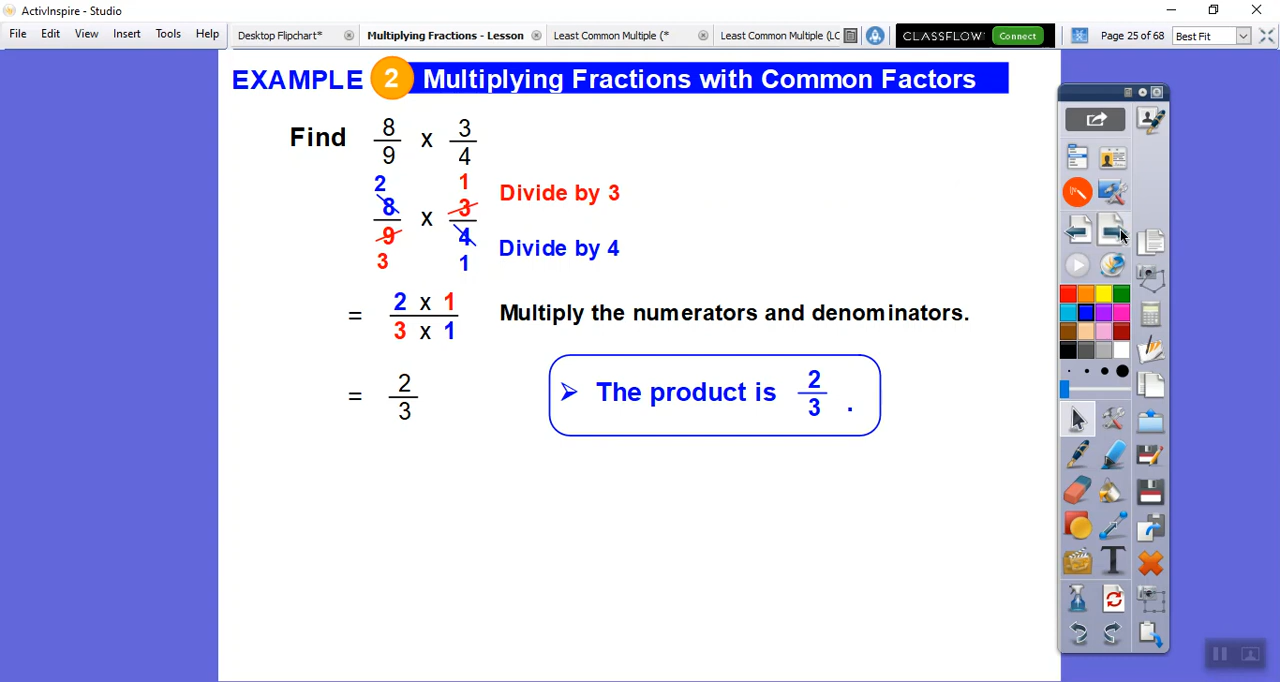 ActivInspire - Studio
File Edit View Insert Tools Help
Desktop Flipchart* Multiplying Fractions - Lesson Least Common Multiple (* Least Common Multiple (LC
CLASSFLOW Connect
Page 25 of 68 Best Fit
EXAMPLE 2 Multiplying Fractions with Common Factors
Find 8/9 x 3/4
2 1
8/9 x 3/4
3 1
Divide by 3
Divide by 4
= 2 x 1 / 3 x 1
Multiply the numerators and denominators.
= 2/3
➢ The product is 2/3 .
T